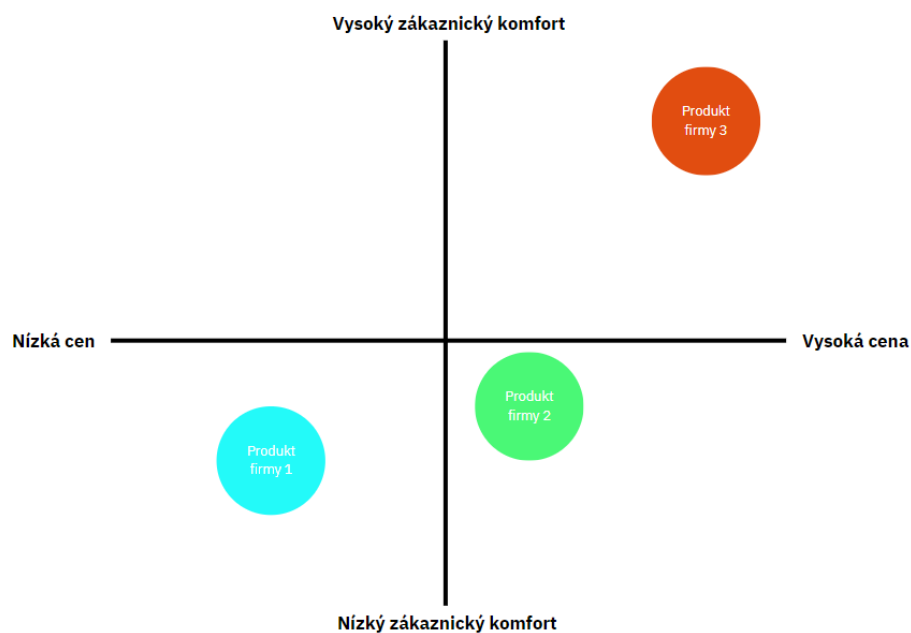 Vysoký zákaznický komfort
Produkt
firmy 3
Nízká cen
Vysoká cena
Produkt
firmy 2
Produkt
firmy 1
Nízký zákaznický komfort